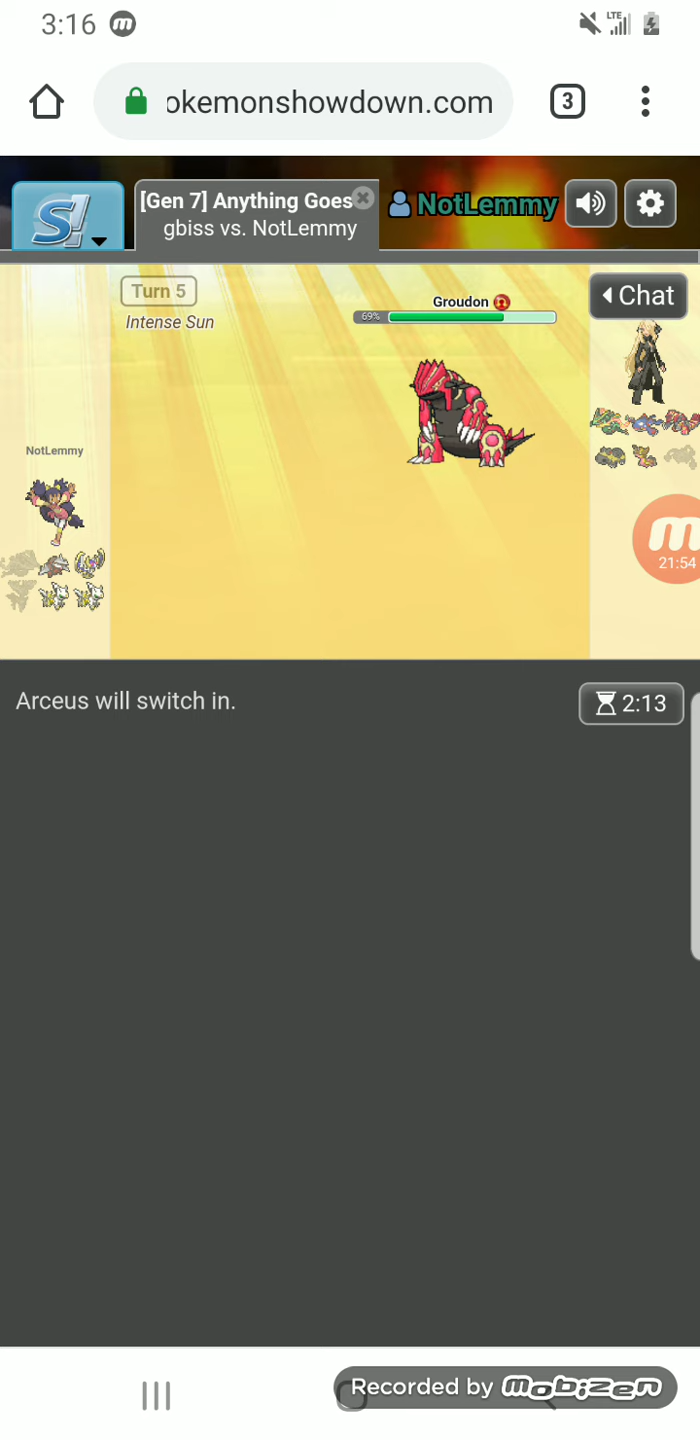 3:16
LTE
okemonshowdown.com
3
[Gen 7] Anything Goes
gbiss vs. NotLemmy
NotLemmy
Turn 5
Intense Sun
Groudon
69%
Chat
NotLemmy
21:54
Arceus will switch in.
2:13
Recorded by mobizen